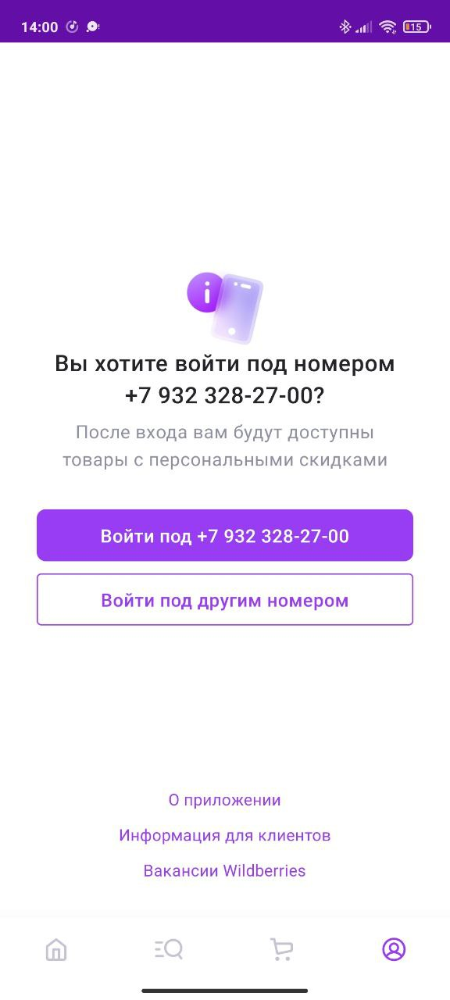 14:00
15
Вы хотите войти под номером
+7 932 328-27-00?
После входа вам будут доступны
товары с персональными скидками
Войти под +7 932 328-27-00
Войти под другим номером
О приложении
Информация для клиентов
Вакансии Wildberries